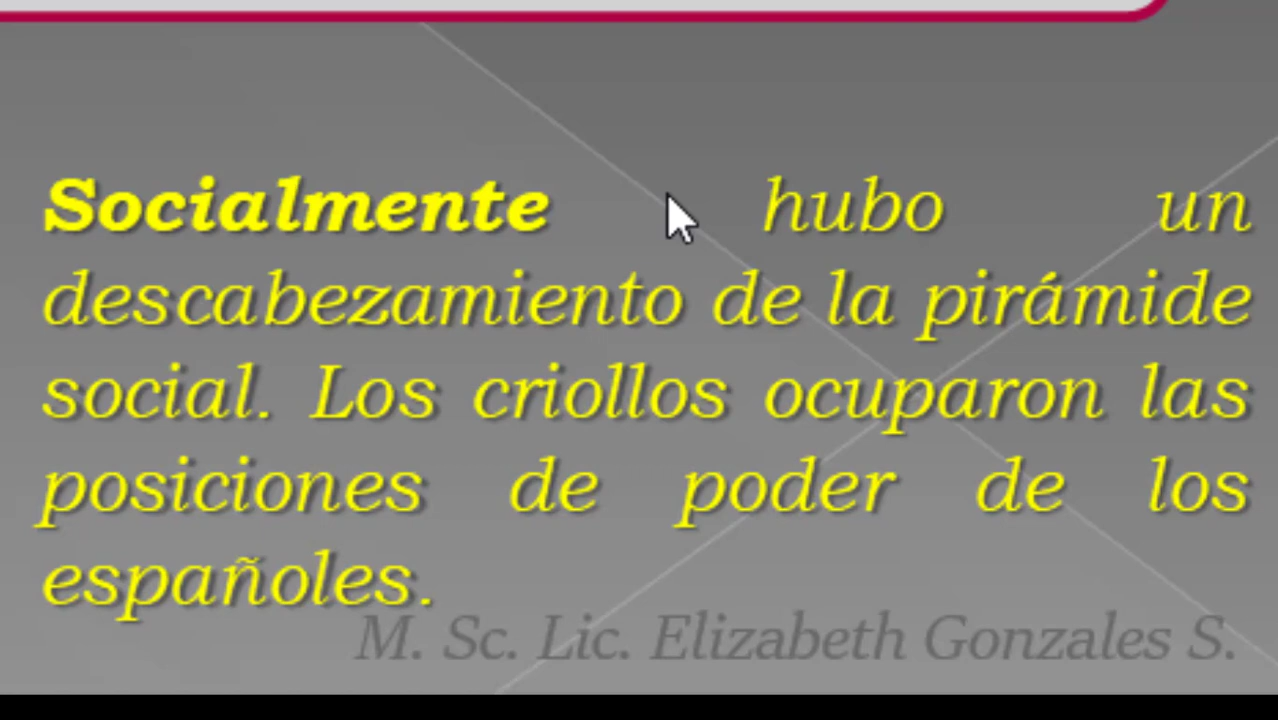 Socialmente hubo un
descabezamiento de la pirámide
social. Los criollos ocuparon las
posiciones de poder de los
españoles.
M. Sc. Lic. Elizabeth Gonzales S.